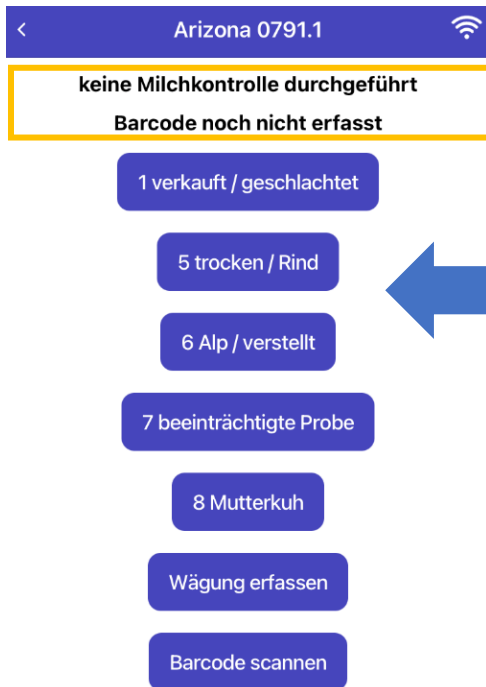 Arizona 0791.1
keine Milchkontrolle durchgeführt
Barcode noch nicht erfasst
1 verkauft / geschlachtet
5 trocken / Rind
6 Alp / verstellt
7 beeinträchtigte Probe
8 Mutterkuh
Wägung erfassen
Barcode scannen